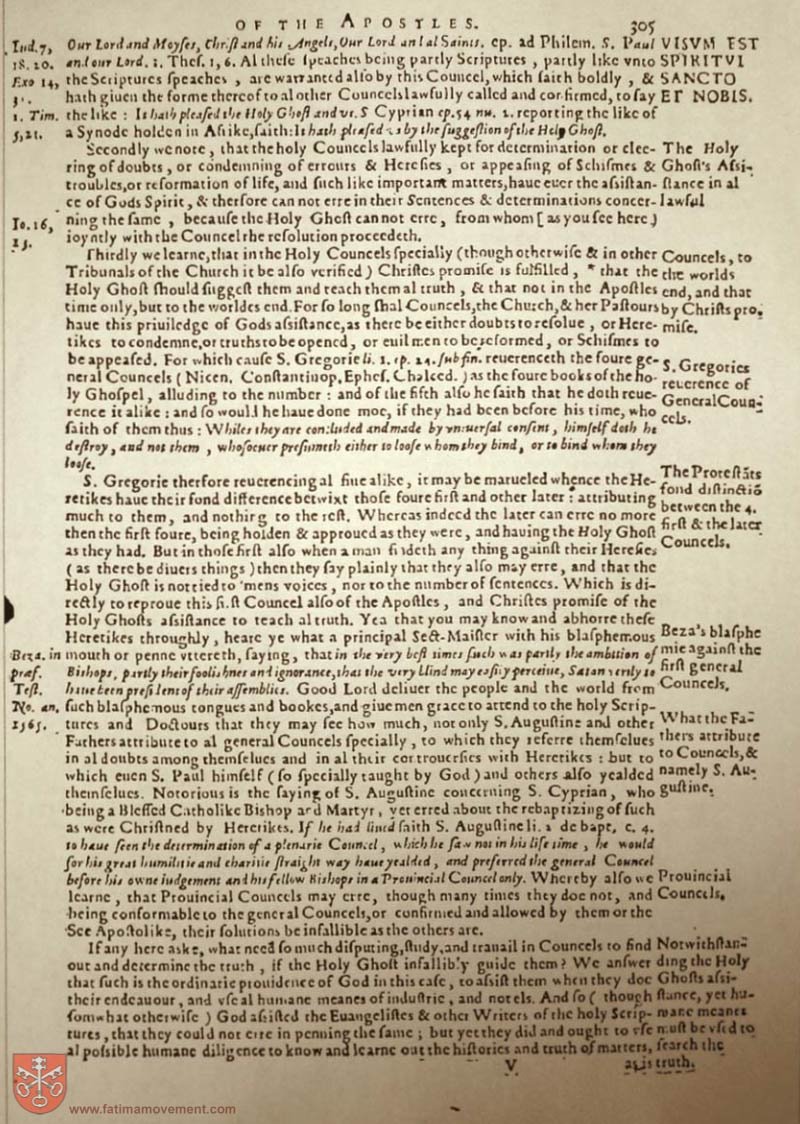 OF THE APOSTLES.
305
Iud. 7,
18. 20.
Exo 14,
31.
1. Tim.
5,21.
Io. 16,
13.
Beza. in
præf.
Teſt.
No. an.
1565.
Our Lord and Moyſes, Chriſt and his Angels, Our Lord and al Saints. ep. ad Philem. S. Paul
and our Lord. 1. Theſ. 1, 6. Al theſe ſpeaches being partly Scriptures, partly like vnto
the Scriptures ſpeaches, are warranted alſo by this Councel, which ſaith boldly, &
hath giuen the forme thereof to al other Councels lawfully called and confirmed, to ſay
the like: It hath pleaſed the Holy Ghoſt and vs. S Cyprian ep. 54 nu. 2. reporting the like of
a Synode holden in Afrike, ſaith: It hath pleaſed vs by the ſuggeſtion of the Holy Ghoſt.
Secondly we note, that the holy Councels lawfully kept for determination or clee-
ring of doubts, or condemning of errours & Hereſies, or appeaſing of Schiſmes &
troubles, or reformation of life, and ſuch like important matters, haue euer the aſsiſtan-
ce of Gods Spirit, & therfore can not erre in their Sentences & determinations concer-
ning the ſame, becauſe the Holy Ghoſt can not erre, from whom [as you ſee here)
ioyntly with the Councel the reſolution proceedeth.
Thirdly we learne, that in the Holy Councels ſpecially (though otherwiſe & in other
Tribunals of the Church it be alſo verified) Chriſtes promiſe is fulfilled, * that the
Holy Ghoſt ſhould ſuggeſt them and teach them al truth, & that not in the Apoſtles
time only, but to the worldes end. For ſo long ſhal Councels, the Church, & her Paſtours
haue this priuiledge of Gods aſsiſtance, as there be either doubts to reſolue, or Here-
tikes to condemne, or truths to be opened, or euil men to be reformed, or Schiſmes to
be appeaſed. For which cauſe S. Gregorie li. 1. ep. 24. ſub fin. reuerenceth the foure ge-
neral Councels (Nicen. Conſtantinop. Epheſ. Chalced.) as the foure books of the ho-
ly Ghoſpel, alluding to the number: and of the fifth alſo he ſaith that he doth reue-
rence it alike: and ſo would he haue done moe, if they had been before his time, who
ſaith of them thus: Whiles they are concluded and made by vniuerſal conſent, himſelf doth he
deſtroy, and not them, whoſoeuer preſumeth either to looſe whom they bind, or to bind whom they
looſe.
S. Gregorie therfore reuerencing al fiue alike, it may be marueled whence the He-
retikes haue their fond difference betwixt thoſe foure firſt and other later: attributing
much to them, and nothing to the reſt. Whereas indeed the later can erre no more
then the firſt foure, being holden & approued as they were, and hauing the Holy Ghoſt
as they had. But in thoſe firſt alſo when a man findeth any thing againſt their Hereſies
(as there be diuers things) then they ſay plainly that they alſo may erre, and that the
Holy Ghoſt is not tied to mens voices, nor to the number of ſentences. Which is di-
rectly to reproue this firſt Councel alſo of the Apoſtles, and Chriſtes promiſe of the
Holy Ghoſts aſsiſtance to teach al truth. Yea that you may know and abhorre theſe
Heretikes throughly, heare ye what a principal Sect-Maiſter with his blaſphemous
mouth or penne vttereth, ſaying, that in the very beſt times ſuch was partly the ambition of
Bishops, partly their foolishnes and ignorance, that the very blind may eaſily perceiue, Satan verily to
haue been preſident of their aſſemblies. Good Lord deliuer the people and the world from
ſuch blaſphemous tongues and bookes, and giue men grace to attend to the holy Scrip-
tures and Doctours that they may ſee how much, not only S. Auguſtine and other
Fathers attribute to al general Councels ſpecially, to which they referre themſelues
in al doubts among themſelues and in al their controuerſies with Heretikes: but to
which euen S. Paul himſelf (ſo ſpecially taught by God) and others alſo yealded
themſelues. Notorious is the ſaying of S. Auguſtine concerning S. Cyprian, who
being a Bleſſed Catholike Bishop and Martyr, yet erred about the rebaptizing of ſuch
as were Chriſtned by Heretikes. If he had liued ſaith S. Auguſtine li. 2 de bapt. c. 4.
to haue ſeen the determination of a plenarie Councel, which he ſaw not in his life time, he would
for his great humilitie and charitie ſtraight way haue yealded, and preferred the general Councel
before his owne iudgement and his fellow Bishops in a Prouincial Councel only. Whereby alſo we
learne, that Prouincial Councels may erre, though many times they doe not, and
being conformable to the general Councels, or confirmed and allowed by them or the
See Apoſtolike, their ſolutions be infallible as the others are.
If any here aske, what need ſo much diſputing, ſtudy, and trauail in Councels to find
out and determine the truth, if the Holy Ghoſt infallibly guide them? We anſwer
that ſuch is the ordinarie prouidence of God in this caſe, to aſsiſt them when they doe
their endeauour, and vſe al humane meanes of induſtrie, and not els. And ſo (though
ſomwhat otherwiſe) God aſsiſted the Euangeliſtes & other Writers of the holy Scrip-
tures, that they could not erre in penning the ſame; but yet they did and ought to vſe
al poſsible humane diligence to know and learne out the hiſtories and truth of matters,
V
VISVM EST
SPIRITVI
SANCTO
ET NOBIS.
The Holy
Ghoſt's Aſsi-
ſtance in al
lawful
Councels, to
the worlds
end, and that
by Chriſts pro-
miſe.
S. Gregories
reuerence of
General Coun-
cels.
The Proteſtãts
fond diſtinctiõ
between the 4.
firſt & the later
Councels.
Beza's blaſphe
mie againſt the
firſt general
Councels.
What the Fa-
thers attribute
to Councels, &
namely S. Au-
guſtine.
Prouincial
Councels.
Notwithſtan-
ding the Holy
Ghoſts aſsi-
ſtance, yet hu-
mane meanes
muſt be vſed to
ſearch the
truth.
www.fatimamovement.com